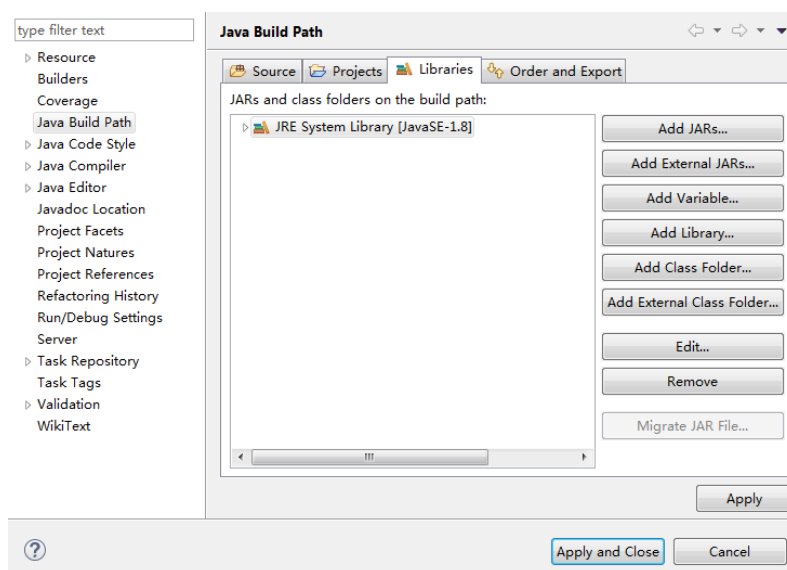 type filter text
Resource
Builders
Coverage
Java Build Path
Java Code Style
Java Compiler
Java Editor
Javadoc Location
Project Facets
Project Natures
Project References
Refactoring History
Run/Debug Settings
Server
Task Repository
Task Tags
Validation
WikiText
Java Build Path
Source Projects Libraries Order and Export
JARs and class folders on the build path:
JRE System Library [JavaSE-1.8]
Add JARs...
Add External JARs...
Add Variable...
Add Library...
Add Class Folder...
Add External Class Folder...
Edit...
Remove
Migrate JAR File...
Apply
Apply and Close Cancel